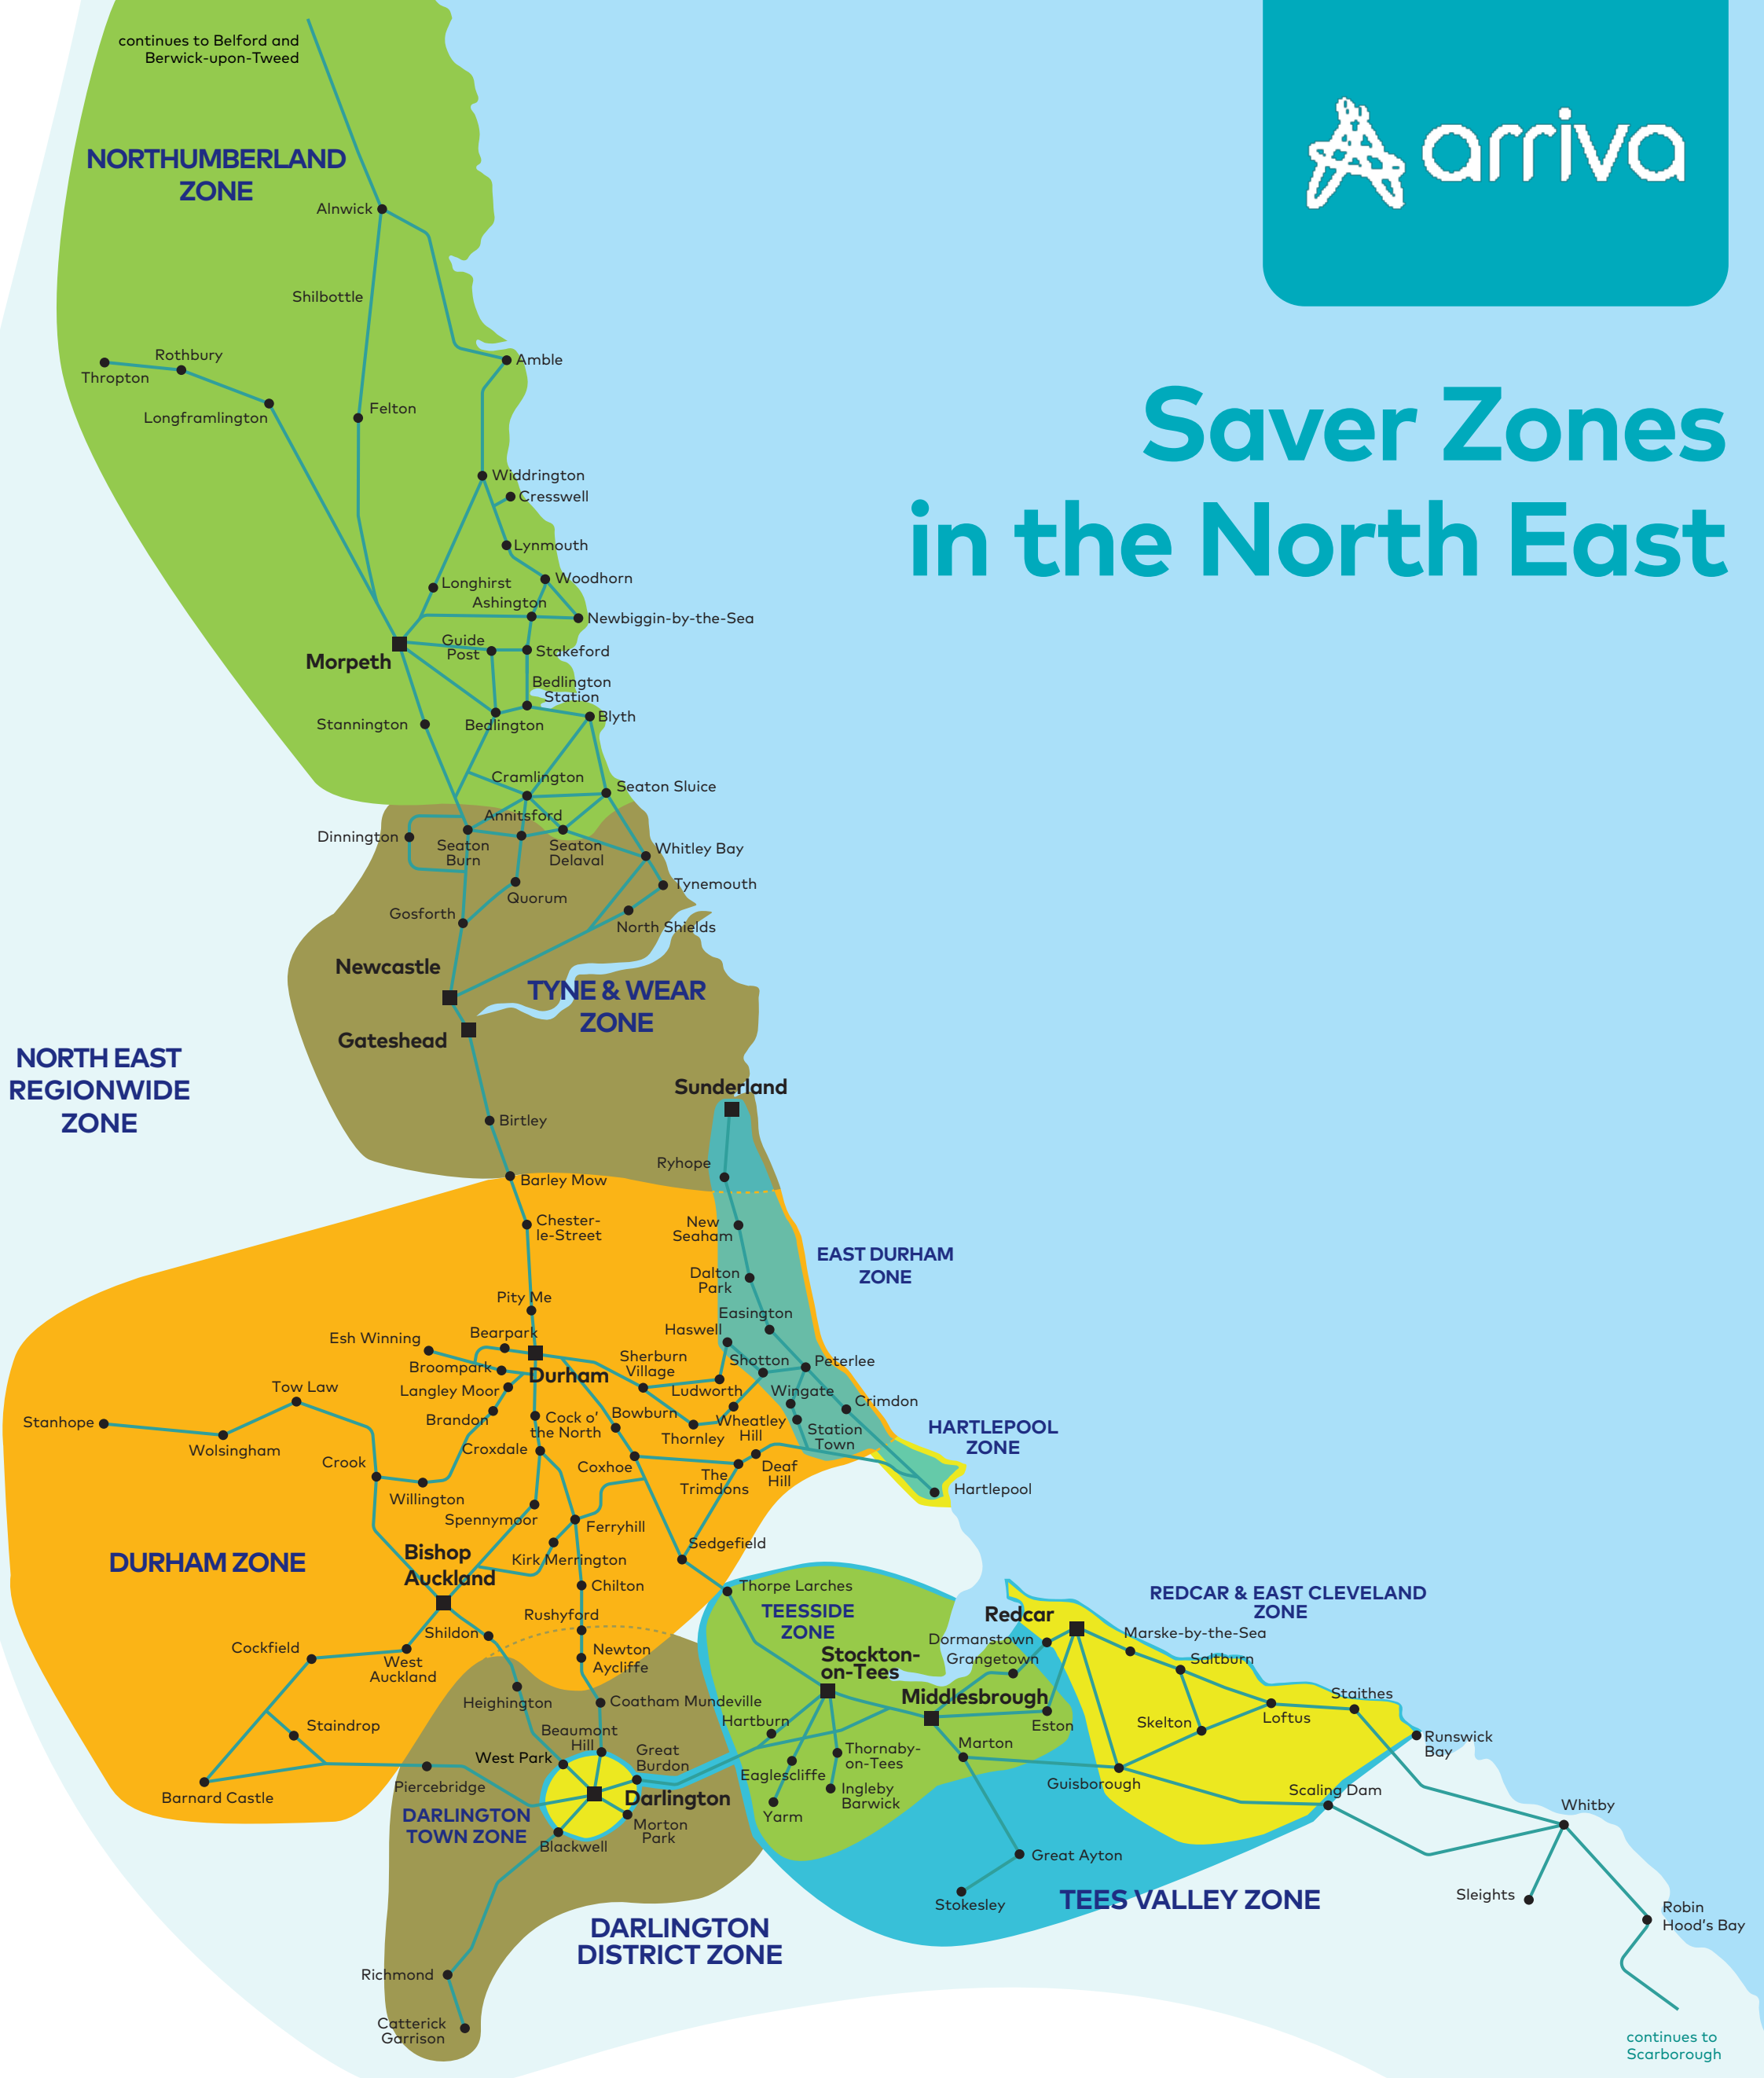 continues to Belford and
Berwick-upon-Tweed
arriva
NORTHUMBERLAND
ZONE
Alnwick
Shilbottle
Rothbury
Thropton
Amble
Longframlington
Felton
Saver Zones
in the North East
Widdrington
Cresswell
Lynmouth
Longhirst
Woodhorn
Ashington
Newbiggin-by-the-Sea
Guide
Post
Stakeford
Morpeth
Bedlington
Station
Stannington
Bedlington
Blyth
Cramlington
Seaton Sluice
Annitsford
Dinnington
Seaton
Burn
Seaton
Delaval
Whitley Bay
Tynemouth
Quorum
Gosforth
North Shields
Newcastle
TYNE & WEAR
ZONE
Gateshead
NORTH EAST
REGIONWIDE
ZONE
Sunderland
Birtley
Ryhope
Barley Mow
Chester-
le-Street
New
Seaham
EAST DURHAM
ZONE
Dalton
Park
Pity Me
Easington
Esh Winning
Bearpark
Haswell
Broompark
Durham
Sherburn
Village
Shotton
Peterlee
Langley Moor
Ludworth
Wingate
Tow Law
Crimdon
Stanhope
Brandon
Cock o'
the North
Bowburn
Wheatley
Hill
Station
Town
HARTLEPOOL
ZONE
Wolsingham
Croxdale
Thornley
Crook
Coxhoe
The
Trimdons
Deaf
Hill
Hartlepool
Willington
Spennymoor
Ferryhill
Sedgefield
DURHAM ZONE
Bishop
Auckland
Kirk Merrington
Chilton
Thorpe Larches
REDCAR & EAST CLEVELAND
ZONE
TEESSIDE
ZONE
Redcar
Rushyford
Shildon
Dormanstown
Marske-by-the-Sea
Cockfield
West
Auckland
Newton
Aycliffe
Stockton-
on-Tees
Grangetown
Saltburn
Heighington
Coatham Mundeville
Middlesbrough
Staithes
Staindrop
Beaumont
Hill
Hartburn
Eston
Skelton
Loftus
Runswick
Bay
West Park
Great
Burdon
Thornaby-
on-Tees
Marton
Piercebridge
Eaglescliffe
Guisborough
Barnard Castle
Darlington
Ingleby
Barwick
Scaling Dam
DARLINGTON
TOWN ZONE
Yarm
Whitby
Morton
Park
Blackwell
Great Ayton
Stokesley
TEES VALLEY ZONE
Sleights
Robin
Hood's Bay
DARLINGTON
DISTRICT ZONE
Richmond
Catterick
Garrison
continues to
Scarborough